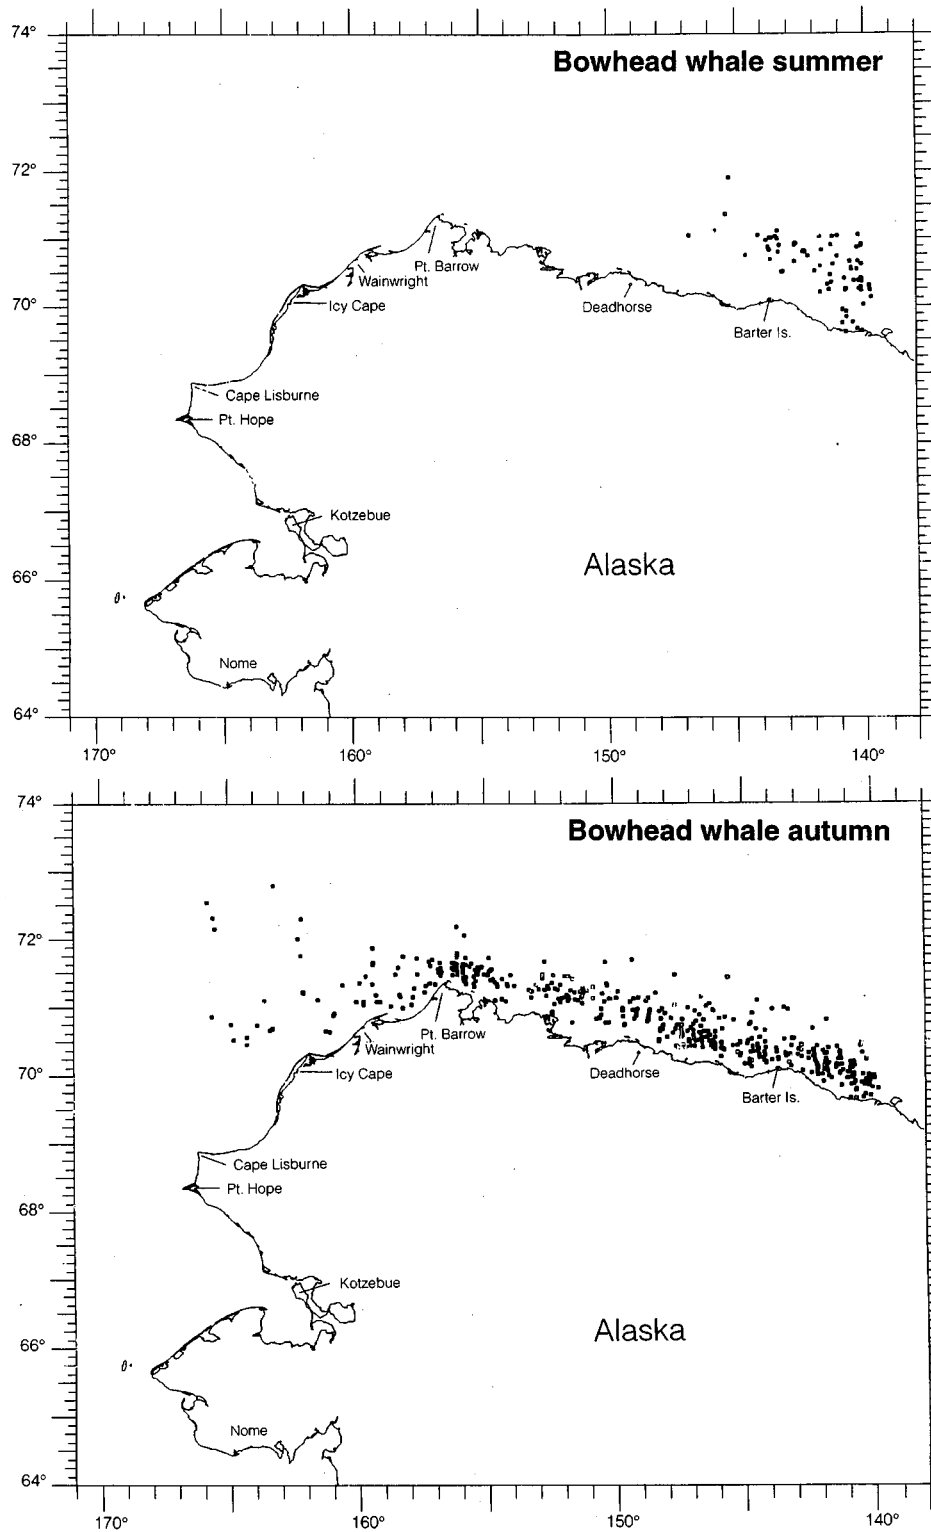 74°
Bowhead whale summer
72°
Pt. Barrow
Wainwright
70°
Icy Cape
Deadhorse
Barter Is.
Cape Lisburne
Pt. Hope
68°
Kotzebue
Alaska
66°
Nome
64°
170° 160° 150° 140°
74°
Bowhead whale autumn
72°
Pt. Barrow
Wainwright
70°
Icy Cape
Deadhorse
Barter Is.
Cape Lisburne
Pt. Hope
68°
Kotzebue
Alaska
66°
Nome
64°
170° 160° 150° 140°